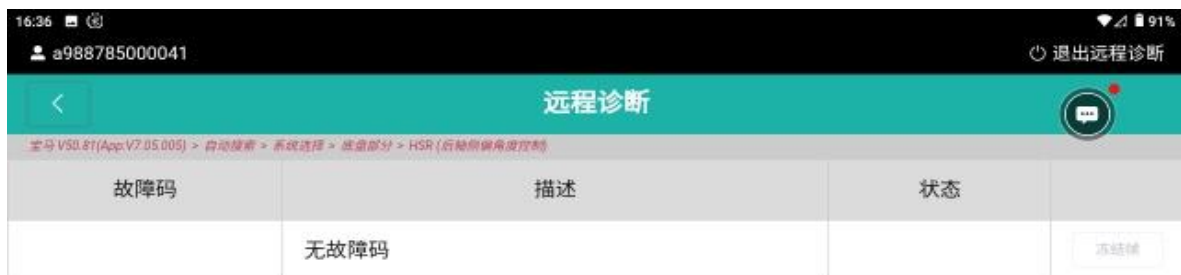 16:36 91%
a988785000041 退出远程诊断
远程诊断
宝马 V50.81(App:V7.05.005) > 自动搜索 > 系统选择 > 底盘部分 > HSR (后轴侧偏角度控制)
故障码 描述 状态
无故障码 冻结帧